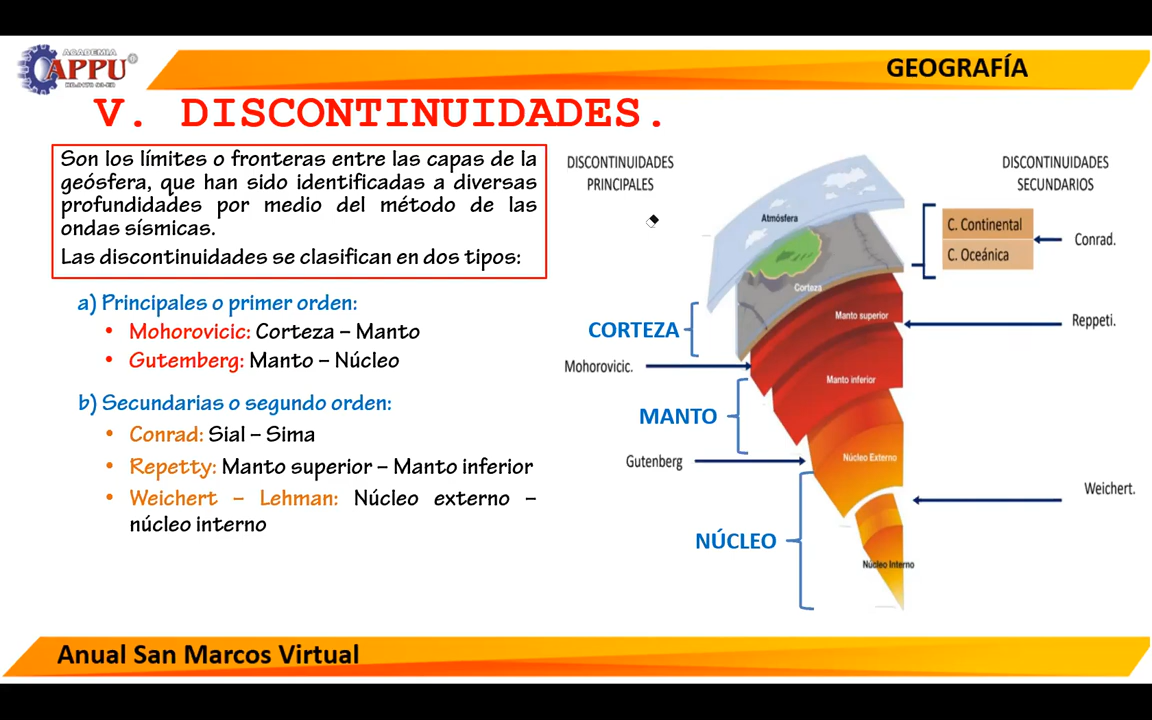 ACADEMIA
APPU
GEOGRAFÍA
V. DISCONTINUIDADES.
Son los límites o fronteras entre las capas de la
geósfera, que han sido identificadas a diversas
profundidades por medio del método de las
ondas sísmicas.
Las discontinuidades se clasifican en dos tipos:
a) Principales o primer orden:
• Mohorovicic: Corteza – Manto
• Gutemberg: Manto – Núcleo
b) Secundarias o segundo orden:
• Conrad: Sial – Sima
• Repetty: Manto superior – Manto inferior
• Weichert – Lehman: Núcleo externo –
núcleo interno
DISCONTINUIDADES
PRINCIPALES
DISCONTINUIDADES
SECUNDARIOS
Atmósfera
C. Continental
C. Oceánica
Conrad.
Corteza
Manto superior
Reppeti.
CORTEZA
Mohorovicic.
Manto inferior
MANTO
Gutenberg
Núcleo Externo
Weichert.
NÚCLEO
Núcleo Interno
Anual San Marcos Virtual